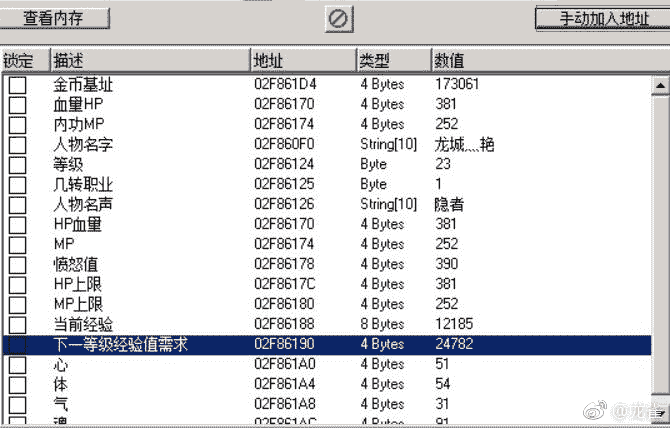 查看内存 手动加入地址
锁定 描述 地址 类型 数值
金币基址 02F861D4 4 Bytes 173061
血量HP 02F86170 4 Bytes 381
内功MP 02F86174 4 Bytes 252
人物名字 02F860F0 String[10] 龙城灬艳
等级 02F86124 Byte 23
几转职业 02F86125 Byte 1
人物名声 02F86126 String[10] 隐者
HP血量 02F86170 4 Bytes 381
MP 02F86174 4 Bytes 252
愤怒值 02F86178 4 Bytes 390
HP上限 02F8617C 4 Bytes 381
MP上限 02F86180 4 Bytes 252
当前经验 02F86188 8 Bytes 12185
下一等级经验值需求 02F86190 4 Bytes 24782
心 02F861A0 4 Bytes 51
体 02F861A4 4 Bytes 54
气 02F861A8 4 Bytes 31
魂 02F861AC 4 Bytes 91
@龙雀